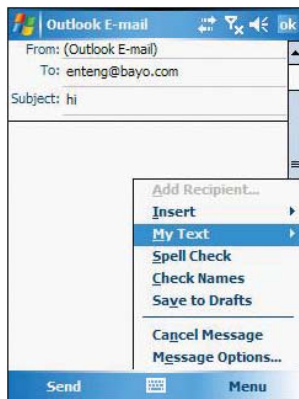 Outlook E-mail ok
From: (Outlook E-mail)
To: enteng@bayo.com
Subject: hi
Add Recipient...
Insert
My Text
Spell Check
Check Names
Save to Drafts
Cancel Message
Message Options...
Send Menu